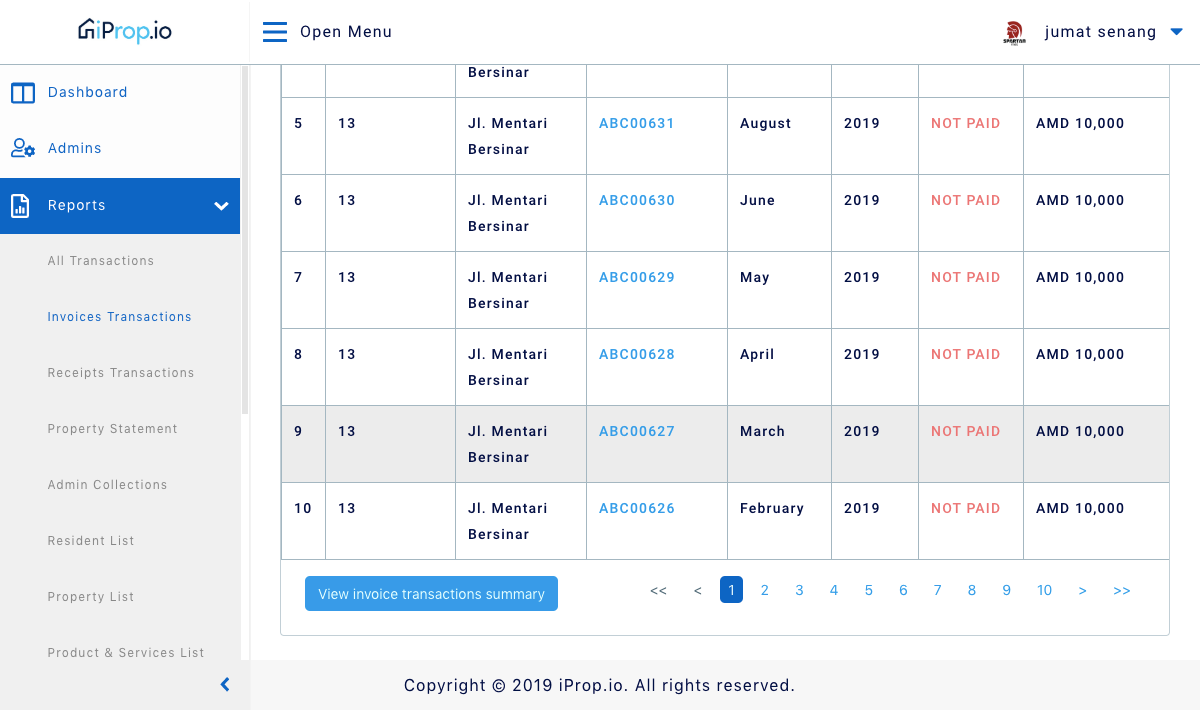 iProp.io
Open Menu
SPARTAN
jumat senang
Dashboard
Admins
Reports
All Transactions
Invoices Transactions
Receipts Transactions
Property Statement
Admin Collections
Resident List
Property List
Product & Services List
Bersinar
5 13 Jl. Mentari Bersinar ABC00631 August 2019 NOT PAID AMD 10,000
6 13 Jl. Mentari Bersinar ABC00630 June 2019 NOT PAID AMD 10,000
7 13 Jl. Mentari Bersinar ABC00629 May 2019 NOT PAID AMD 10,000
8 13 Jl. Mentari Bersinar ABC00628 April 2019 NOT PAID AMD 10,000
9 13 Jl. Mentari Bersinar ABC00627 March 2019 NOT PAID AMD 10,000
10 13 Jl. Mentari Bersinar ABC00626 February 2019 NOT PAID AMD 10,000
View invoice transactions summary
<< < 1 2 3 4 5 6 7 8 9 10 > >>
Copyright © 2019 iProp.io. All rights reserved.